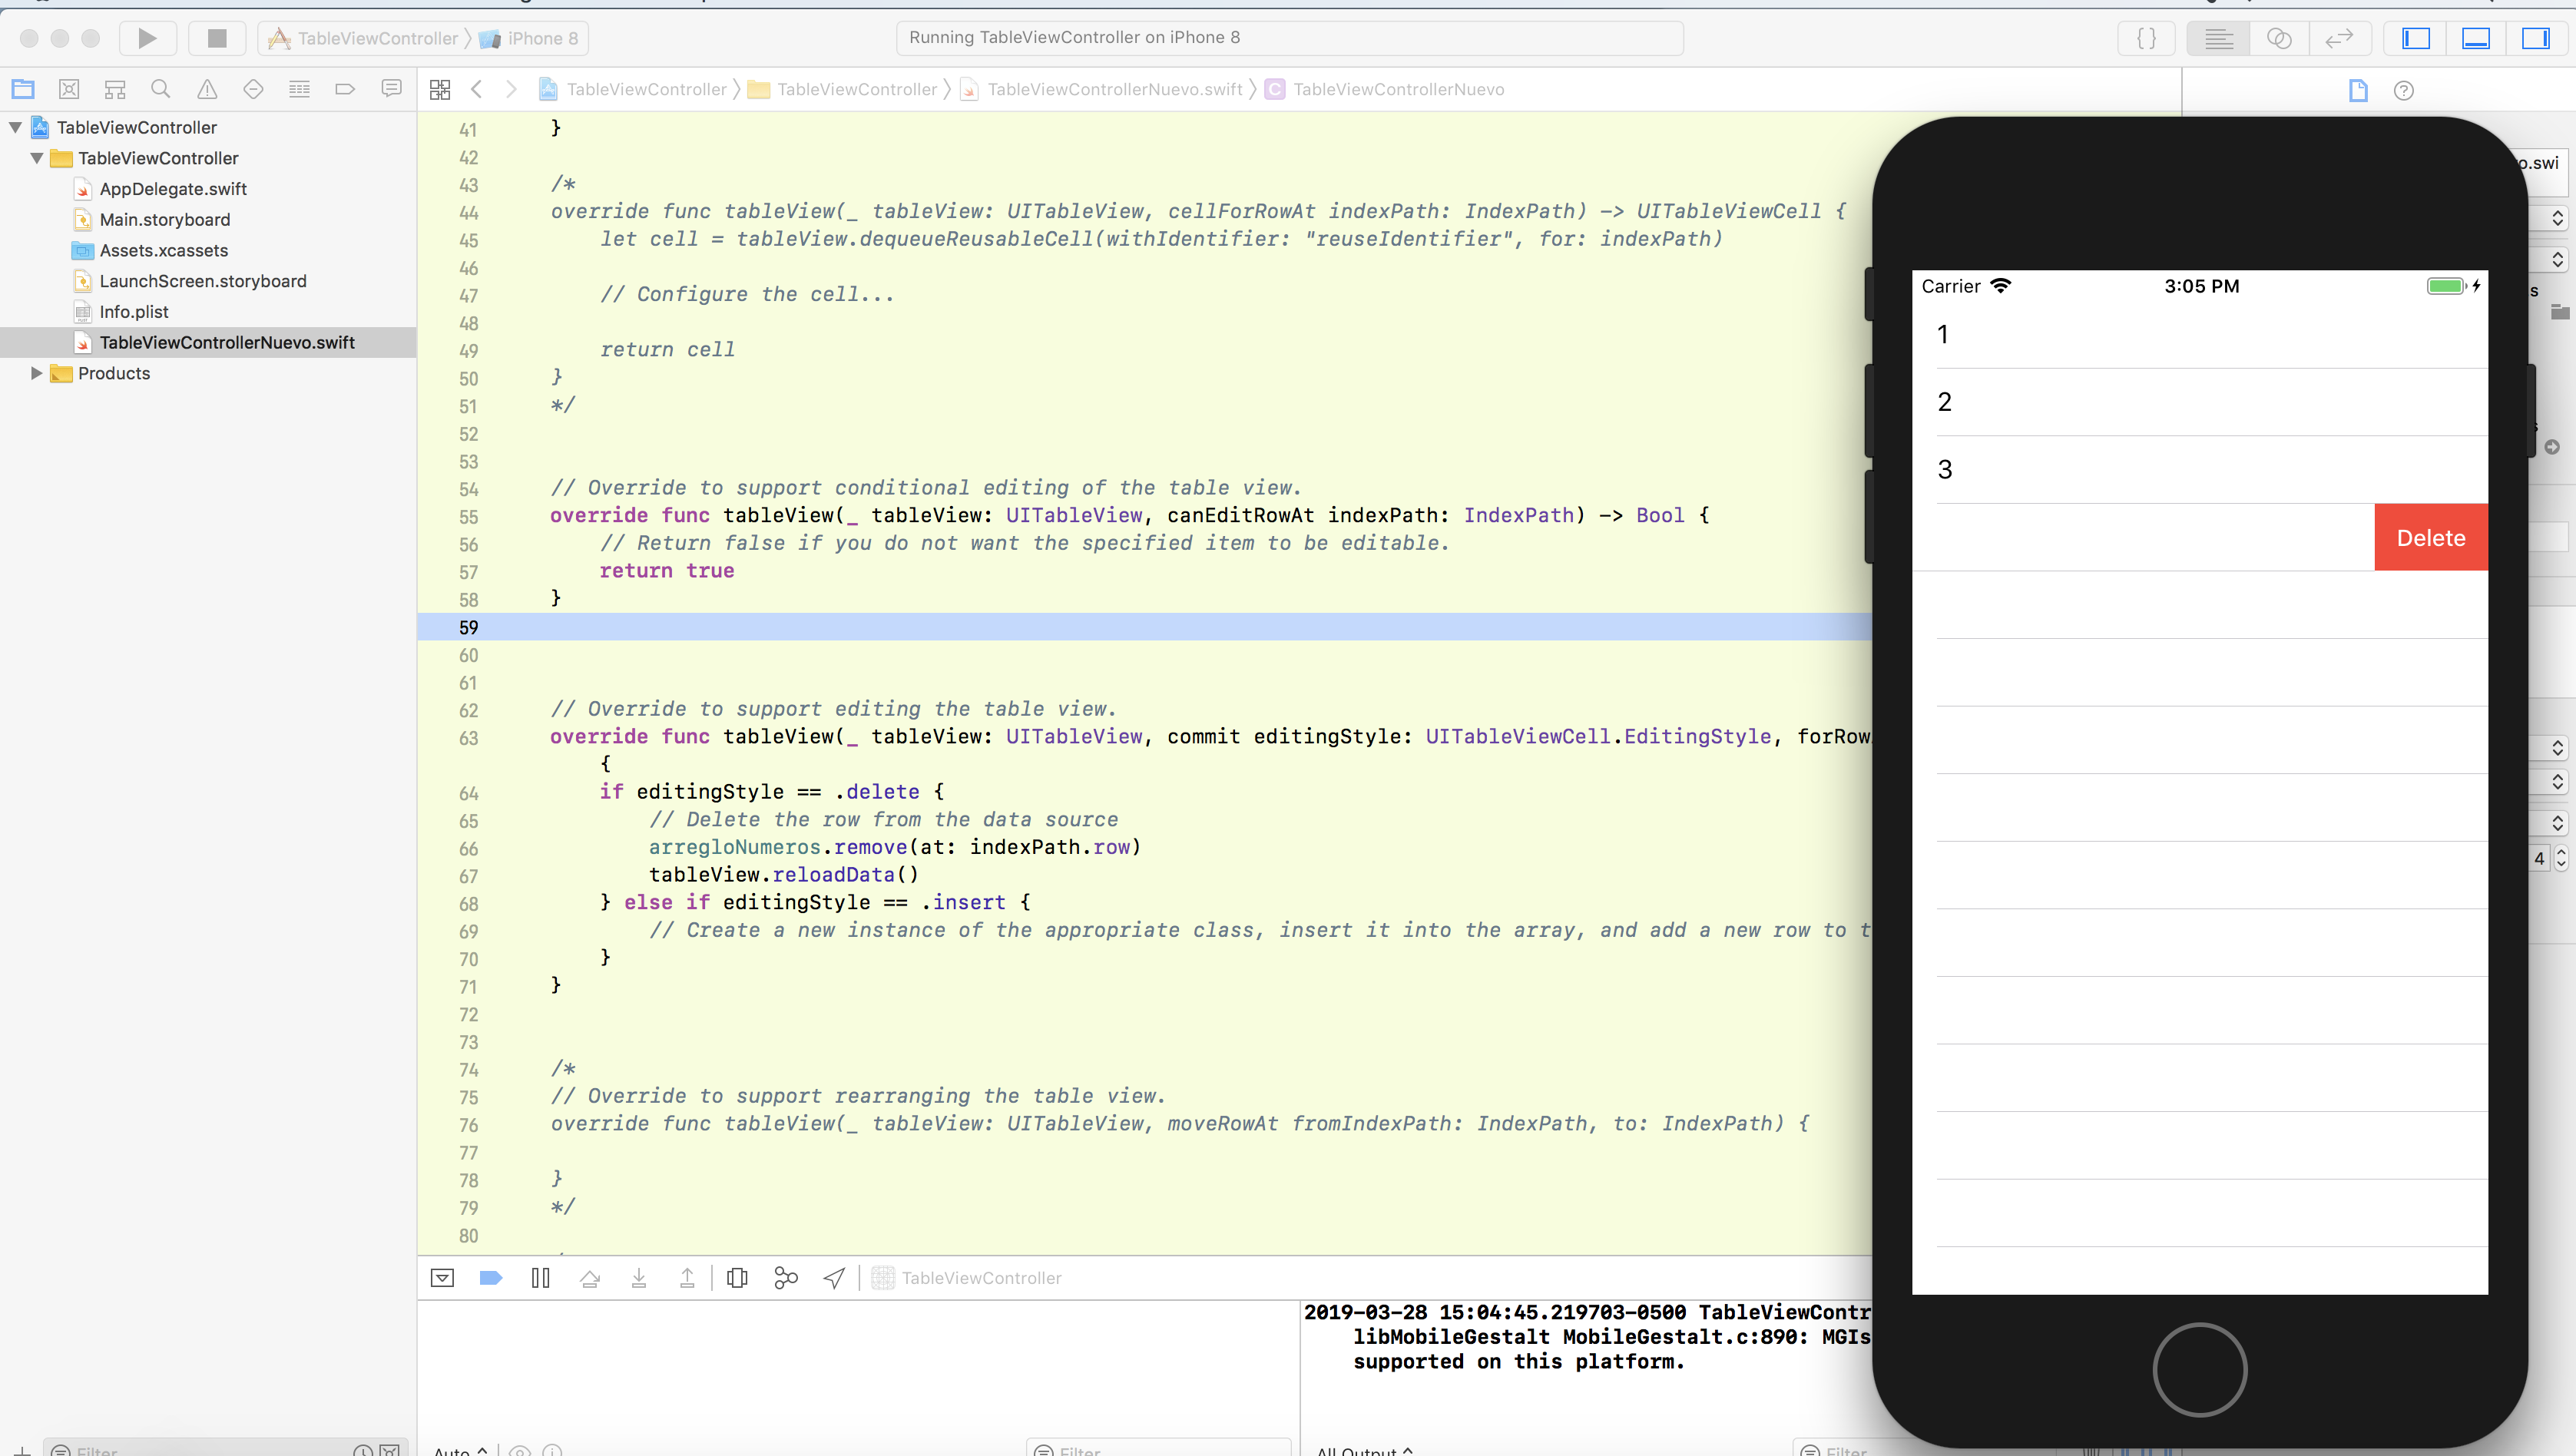 TableViewController 〉 iPhone 8
Running TableViewController on iPhone 8
{ }
TableViewController 〉 TableViewController 〉 TableViewControllerNuevo.swift 〉 C TableViewControllerNuevo
TableViewController
TableViewController
AppDelegate.swift
Main.storyboard
Assets.xcassets
LaunchScreen.storyboard
Info.plist
TableViewControllerNuevo.swift
Products
41 }
42
43 /*
44 override func tableView(_ tableView: UITableView, cellForRowAt indexPath: IndexPath) -> UITableViewCell {
45 let cell = tableView.dequeueReusableCell(withIdentifier: "reuseIdentifier", for: indexPath)
46
47 // Configure the cell...
48
49 return cell
50 }
51 */
52
53
54 // Override to support conditional editing of the table view.
55 override func tableView(_ tableView: UITableView, canEditRowAt indexPath: IndexPath) -> Bool {
56 // Return false if you do not want the specified item to be editable.
57 return true
58 }
59
60
61
62 // Override to support editing the table view.
63 override func tableView(_ tableView: UITableView, commit editingStyle: UITableViewCell.EditingStyle, forRow
{
64 if editingStyle == .delete {
65 // Delete the row from the data source
66 arregloNumeros.remove(at: indexPath.row)
67 tableView.reloadData()
68 } else if editingStyle == .insert {
69 // Create a new instance of the appropriate class, insert it into the array, and add a new row to t
70 }
71 }
72
73
74 /*
75 // Override to support rearranging the table view.
76 override func tableView(_ tableView: UITableView, moveRowAt fromIndexPath: IndexPath, to: IndexPath) {
77
78 }
79 */
80
TableViewController
2019-03-28 15:04:45.219703-0500 TableViewContr
libMobileGestalt MobileGestalt.c:890: MGIs
supported on this platform.
Filter
Auto
Filter
All Output
Filter
Carrier 3:05 PM
1
2
3
Delete
o.swi
s
4